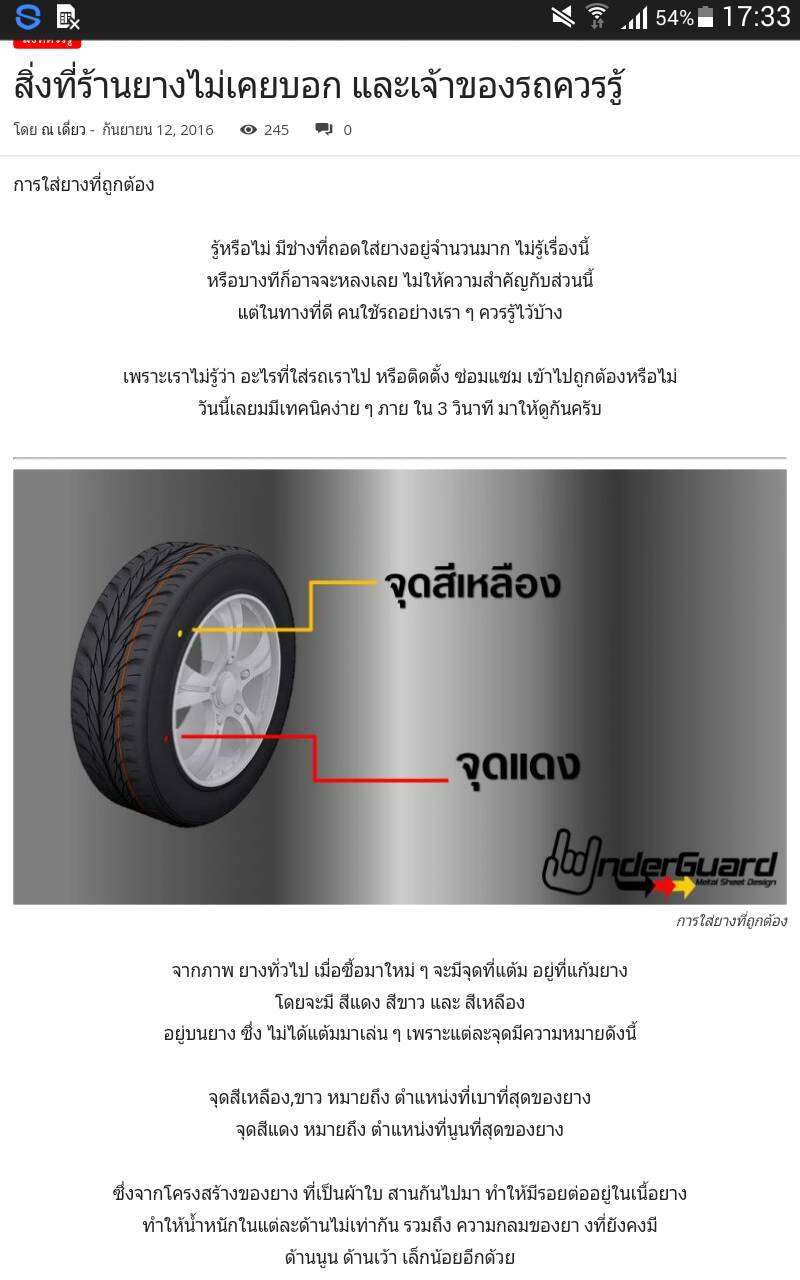 54% 17:33
สิ่งที่ร้านยางไม่เคยบอก และเจ้าของรถควรรู้
โดย ณ เดี่ยว - กันยายน 12, 2016 245 0
การใส่ยางที่ถูกต้อง
รู้หรือไม่ มีช่างที่ถอดใส่ยางอยู่จำนวนมาก ไม่รู้เรื่องนี้
หรือบางทีก็อาจจะหลงเลย ไม่ให้ความสำคัญกับส่วนนี้
แต่ในทางที่ดี คนใช้รถอย่างเรา ๆ ควรรู้ไว้บ้าง
เพราะเราไม่รู้ว่า อะไรที่ใส่รถเราไป หรือติดตั้ง ซ่อมแซม เข้าไปถูกต้องหรือไม่
วันนี้เลยมมีเทคนิคง่าย ๆ ภาย ใน 3 วินาที มาให้ดูกันครับ
จุดสีเหลือง
จุดแดง
UnderGuard
Metal Sheet Design
การใส่ยางที่ถูกต้อง
จากภาพ ยางทั่วไป เมื่อซื้อมาใหม่ ๆ จะมีจุดที่แต้ม อยู่ที่แก้มยาง
โดยจะมี สีแดง สีขาว และ สีเหลือง
อยู่บนยาง ซึ่ง ไม่ได้แต้มมาเล่น ๆ เพราะแต่ละจุดมีความหมายดังนี้
จุดสีเหลือง,ขาว หมายถึง ตำแหน่งที่เบาที่สุดของยาง
จุดสีแดง หมายถึง ตำแหน่งที่นูนที่สุดของยาง
ซึ่งจากโครงสร้างของยาง ที่เป็นผ้าใบ สานกันไปมา ทำให้มีรอยต่ออยู่ในเนื้อยาง
ทำให้น้ำหนักในแต่ละด้านไม่เท่ากัน รวมถึง ความกลมของยา งที่ยังคงมี
ด้านนูน ด้านเว้า เล็กน้อยอีกด้วย